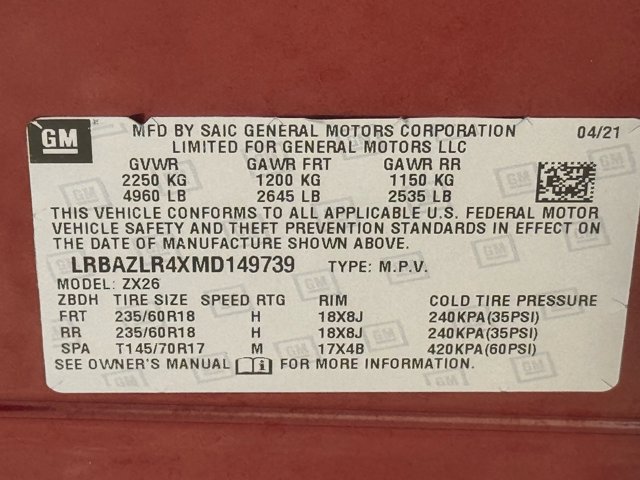 GM MFD BY SAIC GENERAL MOTORS CORPORATION 04/21
LIMITED FOR GENERAL MOTORS LLC
GVWR GAWR FRT GAWR RR
2250 KG 1200 KG 1150 KG
4960 LB 2645 LB 2535 LB
THIS VEHICLE CONFORMS TO ALL APPLICABLE U.S. FEDERAL MOTOR
VEHICLE SAFETY AND THEFT PREVENTION STANDARDS IN EFFECT ON
THE DATE OF MANUFACTURE SHOWN ABOVE.
LRBAZLR4XMD149739 TYPE: M.P.V.
MODEL: ZX26
ZBDH TIRE SIZE SPEED RTG RIM COLD TIRE PRESSURE
FRT 235/60R18 H 18X8J 240KPA(35PSI)
RR 235/60R18 H 18X8J 240KPA(35PSI)
SPA T145/70R17 M 17X4B 420KPA(60PSI)
SEE OWNER'S MANUAL FOR MORE INFORMATION.